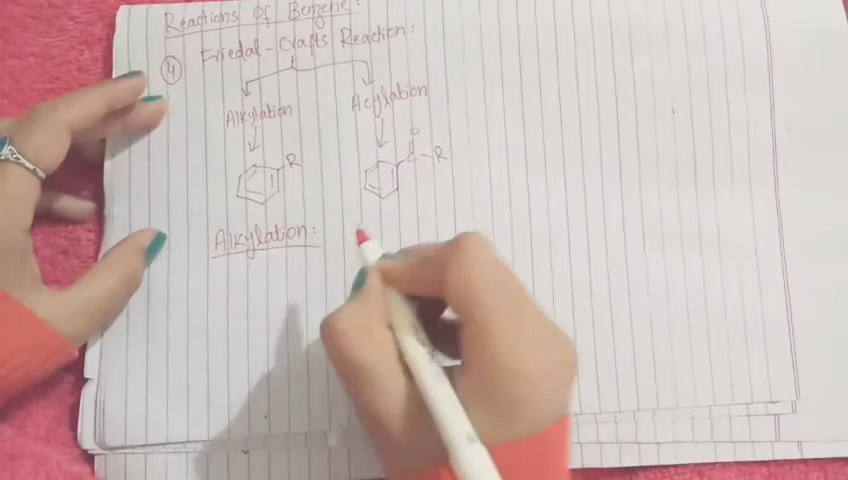 Reactions Of Benzene:
4 Friedal-Crafts Reaction:
Alkylation Acylation
R
O
C R
Alkylation: